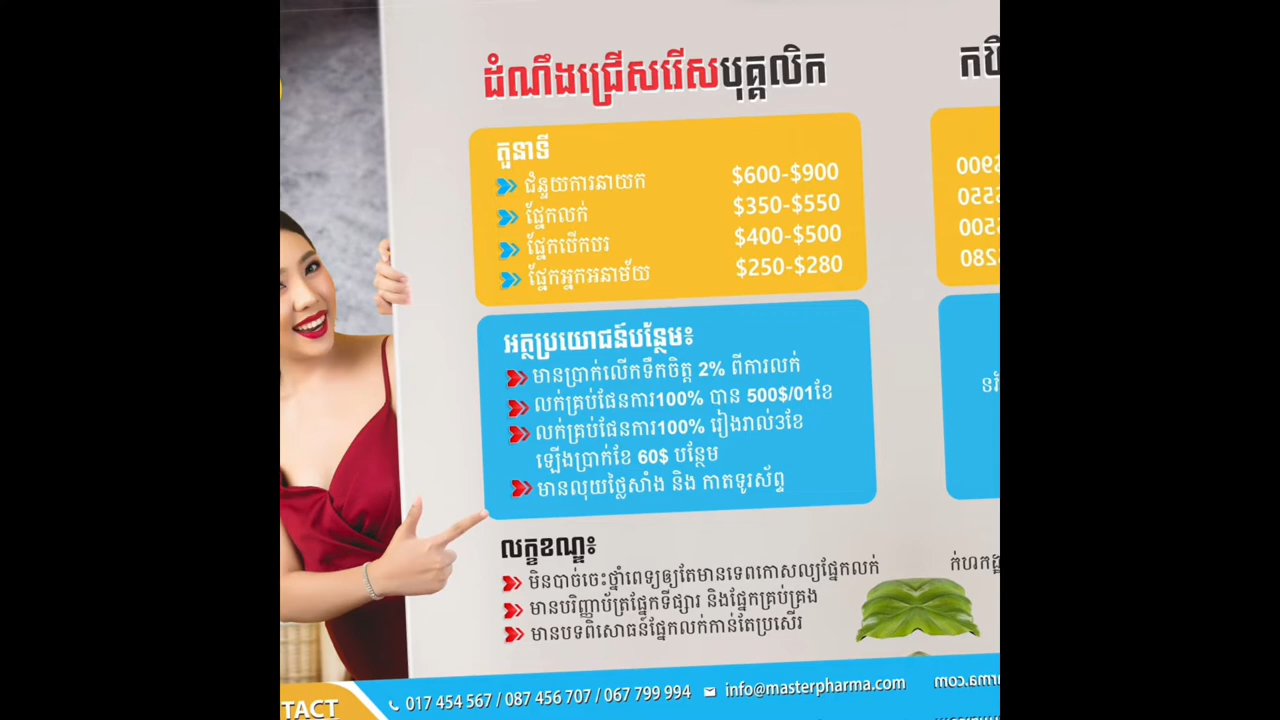 ដំណឹងជ្រើសរើសបុគ្គលិក
តួនាទី
ជំនួយការនាយក $600-$900
ផ្នែកលក់ $350-$550
ផ្នែកបើកបរ $400-$500
ផ្នែកអ្នកអនាម័យ $250-$280
អត្ថប្រយោជន៍បន្ថែម៖
មានប្រាក់លើកទឹកចិត្ត 2% ពីការលក់
លក់គ្រប់ផែនការ100% បាន 500$/01ខែ
លក់គ្រប់ផែនការ100% រៀងរាល់3ខែ
ឡើងប្រាក់ខែ 60$ បន្ថែម
មានលុយថ្លៃសាំង និង កាតទូរស័ព្ទ
លក្ខខណ្ឌ៖
មិនបាច់ចេះថ្នាំពេទ្យឲ្យតែមានទេពកោសល្យផ្នែកលក់
មានបរិញ្ញាប័ត្រផ្នែកទីផ្សារ និងផ្នែកគ្រប់គ្រង
មានបទពិសោធន៍ផ្នែកលក់កាន់តែប្រសើរ
TACT
017 454 567 / 087 456 707 / 067 799 994 info@masterpharma.com